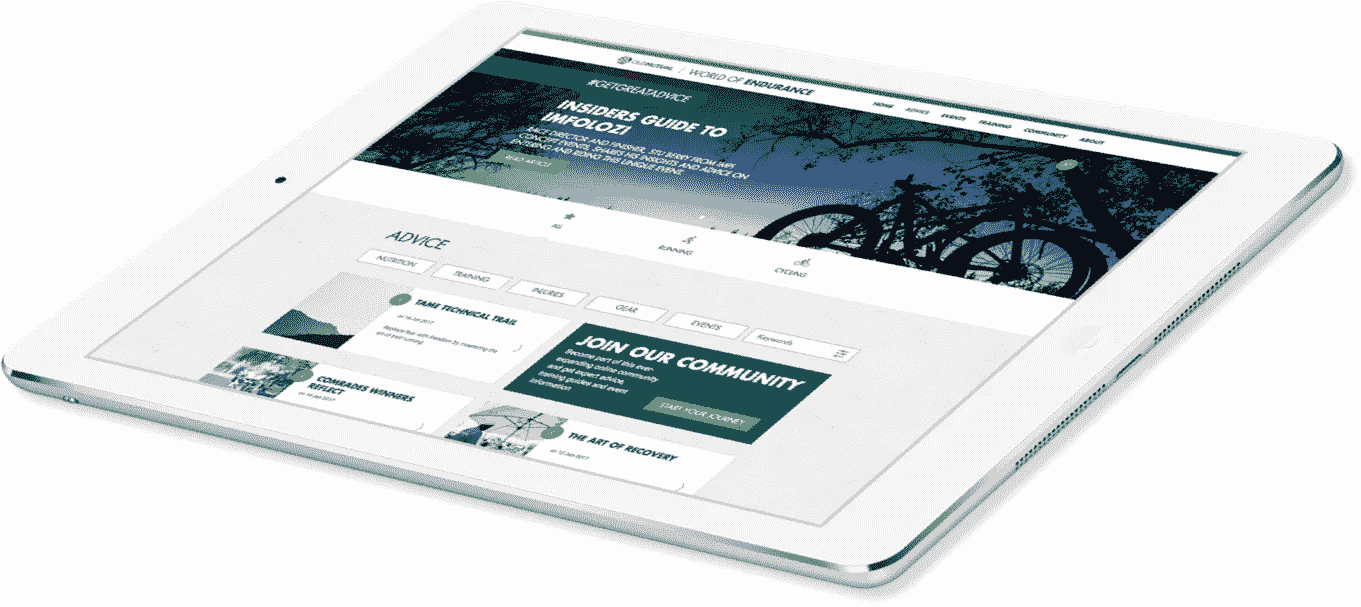 OLDMUTUAL | WORLD OF ENDURANCE
HOME ADVICE EVENTS TRAINING COMMUNITY ABOUT
#GETGREATADVICE
INSIDERS GUIDE TO
IMFOLOZI
RACE DIRECTOR AND FINISHER, STU BERRY FROM IMPI
CONCEPT EVENTS, SHARES HIS INSIGHTS AND ADVICE ON
ENTERING AND RIDING THIS UNIQUE EVENT.
READ ARTICLE
ALL RUNNING CYCLING
ADVICE
NUTRITION TRAINING INJURIES GEAR EVENTS Keywords
TAME TECHNICAL TRAIL
on 19 Jun 2017
Replace fear with freedom by mastering the
art of trail running.
JOIN OUR COMMUNITY
Become part of this ever-
expanding online community
and get expert advice,
training guides and event
information.
START YOUR JOURNEY
COMRADES WINNERS
REFLECT
on 14 Jun 2017
THE ART OF RECOVERY
on 12 Jun 2017